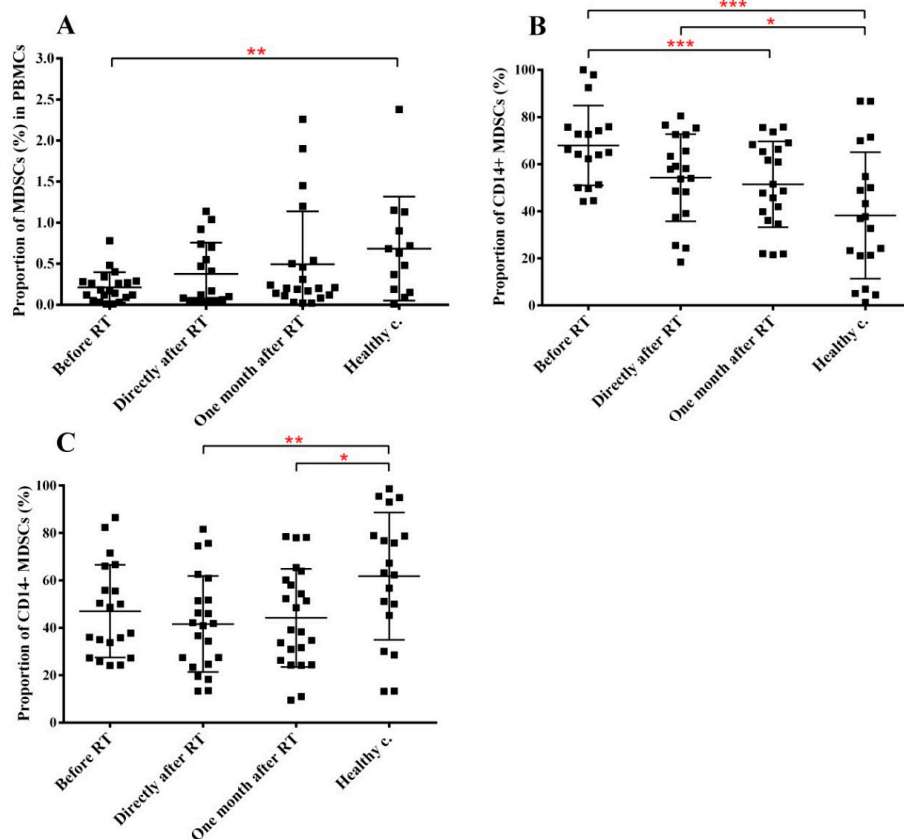 A
**
Proportion of MDSCs (%) in PBMCs
3.0
2.5
2.0
1.5
1.0
0.5
0.0
Before RT
Directly after RT
One month after RT
Healthy c.
B
***
*
***
Proportion of CD14+ MDSCs (%)
100
80
60
40
20
0
Before RT
Directly after RT
One month after RT
Healthy c.
C
**
*
Proportion of CD14- MDSCs (%)
100
80
60
40
20
0
Before RT
Directly after RT
One month after RT
Healthy c.